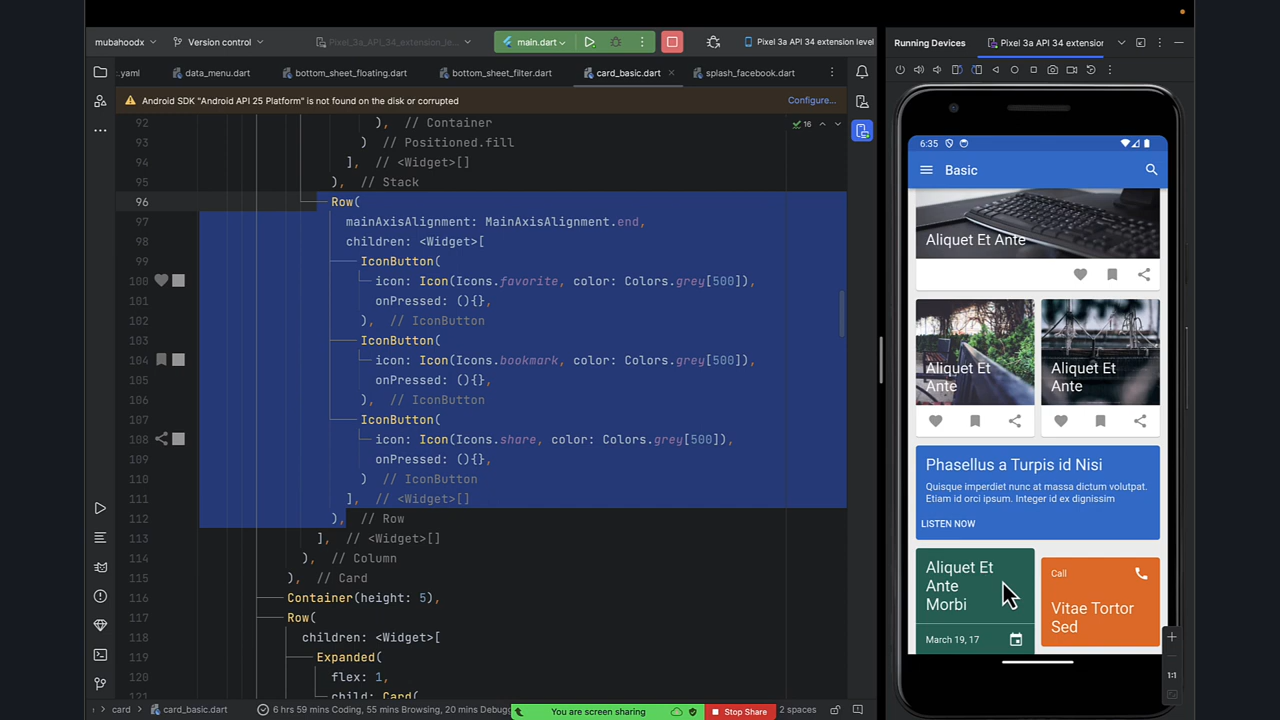 mubahoodx
Version control
Pixel_3a_API_34_extension_le
main.dart
Pixel 3a API 34 extension level
Running Devices
Pixel 3a API 34 extension
.yaml
data_menu.dart
bottom_sheet_floating.dart
bottom_sheet_filter.dart
card_basic.dart
splash_facebook.dart
Android SDK "Android API 25 Platform" is not found on the disk or corrupted
Configure...
16
92 ), // Container
93 ) // Positioned.fill
94 ], // <Widget>[]
95 ), // Stack
96 Row(
97 mainAxisAlignment: MainAxisAlignment.end,
98 children: <Widget>[
99 IconButton(
100 icon: Icon(Icons.favorite, color: Colors.grey[500]),
101 onPressed: (){},
102 ), // IconButton
103 IconButton(
104 icon: Icon(Icons.bookmark, color: Colors.grey[500]),
105 onPressed: (){},
106 ), // IconButton
107 IconButton(
108 icon: Icon(Icons.share, color: Colors.grey[500]),
109 onPressed: (){},
110 ) // IconButton
111 ], // <Widget>[]
112 ), // Row
113 ], // <Widget>[]
114 ), // Column
115 ), // Card
116 Container(height: 5),
117 Row(
118 children: <Widget>[
119 Expanded(
120 flex: 1,
121 child: Card(
card
card_basic.dart
6 hrs 59 mins Coding, 55 mins Browsing, 20 mins Debug
You are screen sharing
Stop Share
2 spaces
6:35
Basic
Aliquet Et Ante
Aliquet Et
Ante
Aliquet Et
Ante
Phasellus a Turpis id Nisi
Quisque imperdiet nunc at massa dictum volutpat.
Etiam id orci ipsum. Integer id ex dignissim
LISTEN NOW
Aliquet Et
Ante
Morbi
March 19, 17
Call
Vitae Tortor
Sed
1:1